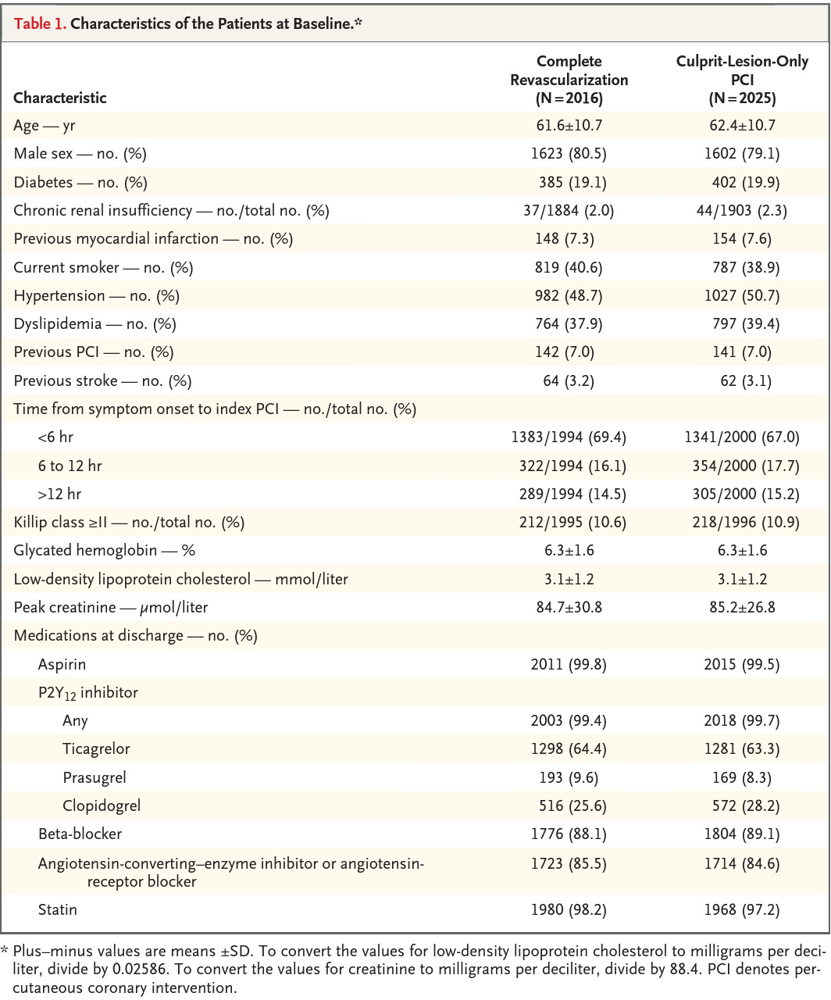 Table 1. Characteristics of the Patients at Baseline.*
Characteristic
Complete
Revascularization
(N = 2016)
Culprit-Lesion-Only
PCI
(N = 2025)
Age — yr 61.6±10.7 62.4±10.7
Male sex — no. (%) 1623 (80.5) 1602 (79.1)
Diabetes — no. (%) 385 (19.1) 402 (19.9)
Chronic renal insufficiency — no./total no. (%) 37/1884 (2.0) 44/1903 (2.3)
Previous myocardial infarction — no. (%) 148 (7.3) 154 (7.6)
Current smoker — no. (%) 819 (40.6) 787 (38.9)
Hypertension — no. (%) 982 (48.7) 1027 (50.7)
Dyslipidemia — no. (%) 764 (37.9) 797 (39.4)
Previous PCI — no. (%) 142 (7.0) 141 (7.0)
Previous stroke — no. (%) 64 (3.2) 62 (3.1)
Time from symptom onset to index PCI — no./total no. (%)
<6 hr 1383/1994 (69.4) 1341/2000 (67.0)
6 to 12 hr 322/1994 (16.1) 354/2000 (17.7)
>12 hr 289/1994 (14.5) 305/2000 (15.2)
Killip class ≥II — no./total no. (%) 212/1995 (10.6) 218/1996 (10.9)
Glycated hemoglobin — % 6.3±1.6 6.3±1.6
Low-density lipoprotein cholesterol — mmol/liter 3.1±1.2 3.1±1.2
Peak creatinine — μmol/liter 84.7±30.8 85.2±26.8
Medications at discharge — no. (%)
Aspirin 2011 (99.8) 2015 (99.5)
P2Y₁₂ inhibitor
Any 2003 (99.4) 2018 (99.7)
Ticagrelor 1298 (64.4) 1281 (63.3)
Prasugrel 193 (9.6) 169 (8.3)
Clopidogrel 516 (25.6) 572 (28.2)
Beta-blocker 1776 (88.1) 1804 (89.1)
Angiotensin-converting–enzyme inhibitor or angiotensin- 1723 (85.5) 1714 (84.6)
receptor blocker
Statin 1980 (98.2) 1968 (97.2)
* Plus–minus values are means ±SD. To convert the values for low-density lipoprotein cholesterol to milligrams per deci-
liter, divide by 0.02586. To convert the values for creatinine to milligrams per deciliter, divide by 88.4. PCI denotes per-
cutaneous coronary intervention.